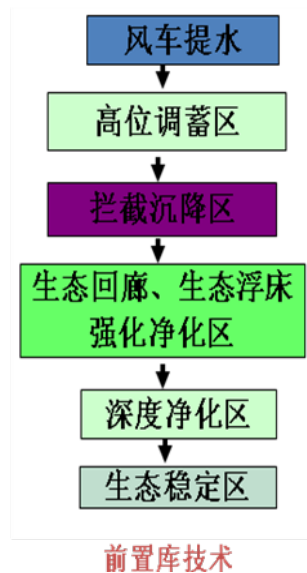 风车提水
高位调蓄区
拦截沉降区
生态回廊、生态浮床
强化净化区
深度净化区
生态稳定区
前置库技术